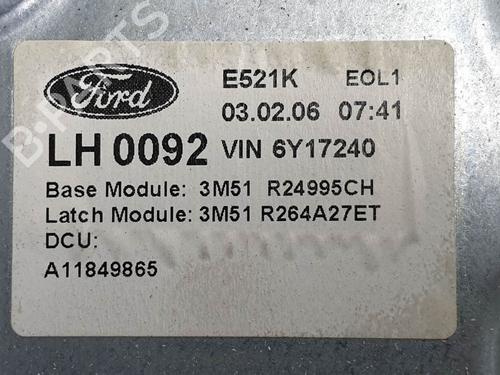 Ford
E521K EOL1
03.02.06 07:41
LH 0092 VIN 6Y17240
Base Module: 3M51 R24995CH
Latch Module: 3M51 R264A27ET
DCU:
A11849865
B-PARTS